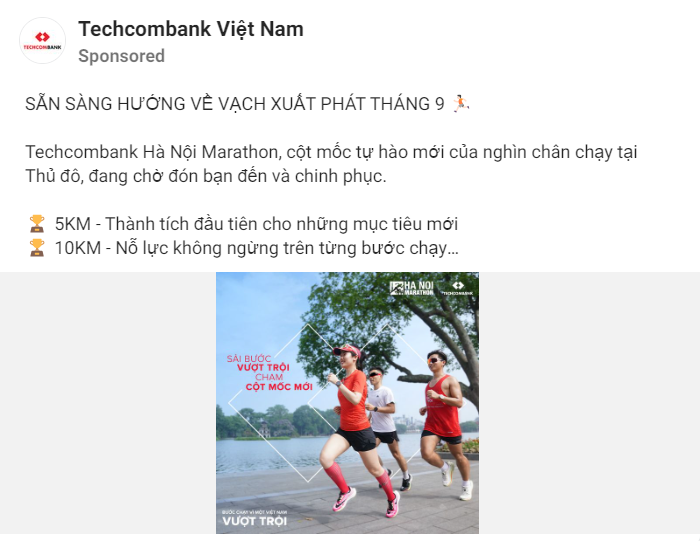 TECHCOMBANK
Techcombank Việt Nam
Sponsored
SẴN SÀNG HƯỚNG VỀ VẠCH XUẤT PHÁT THÁNG 9 🏃
Techcombank Hà Nội Marathon, cột mốc tự hào mới của nghìn chân chạy tại
Thủ đô, đang chờ đón bạn đến và chinh phục.
🏆 5KM - Thành tích đầu tiên cho những mục tiêu mới
🏆 10KM - Nỗ lực không ngừng trên từng bước chạy...
HA NOI
MARATHON
TECHCOMBANK
SẢI BƯỚC
VƯỢT TRỘI
CHẠM
CỘT MỐC MỚI
BƯỚC CHẠY VÌ MỘT VIỆT NAM
VƯỢT TRỘI